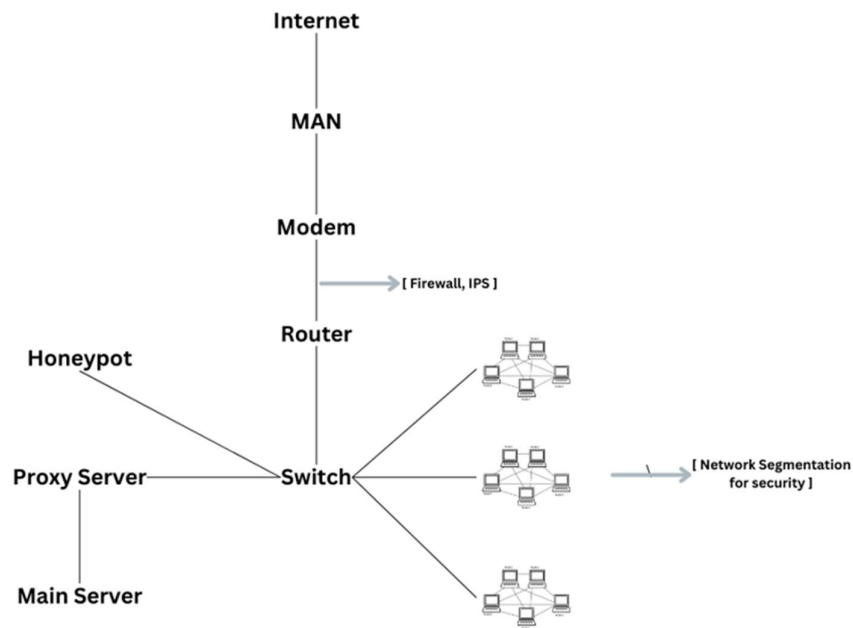 Internet
MAN
Modem
[ Firewall, IPS ]
Router
Honeypot
Proxy Server
Switch
[ Network Segmentation
for security ]
Main Server